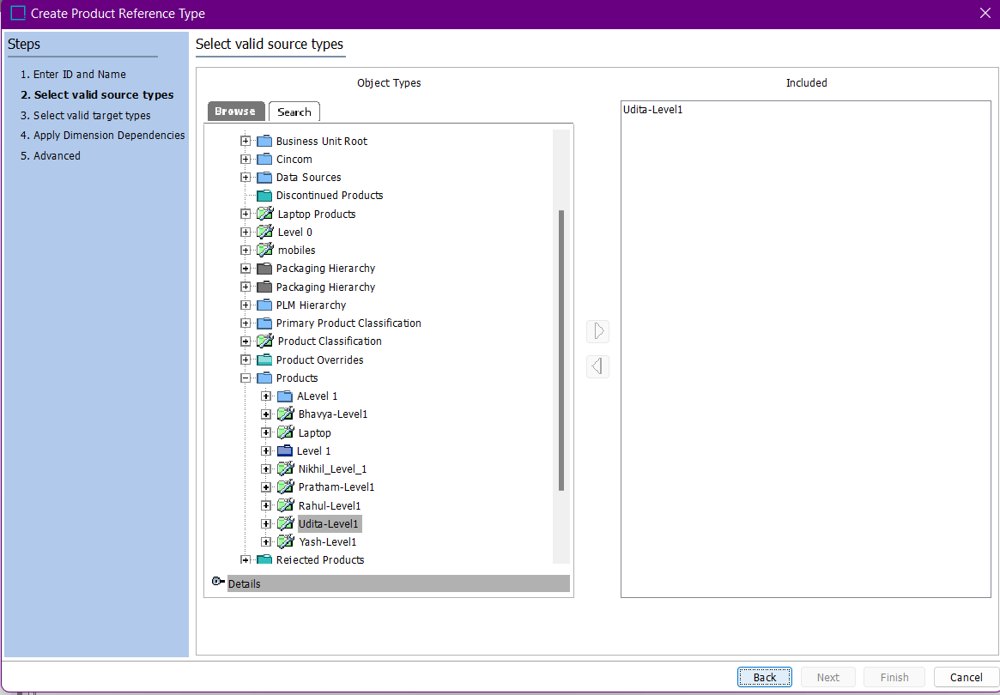 Create Product Reference Type
Steps
1. Enter ID and Name
2. Select valid source types
3. Select valid target types
4. Apply Dimension Dependencies
5. Advanced
Select valid source types
Object Types
Included
Browse
Search
Business Unit Root
Cincom
Data Sources
Discontinued Products
Laptop Products
Level 0
mobiles
Packaging Hierarchy
Packaging Hierarchy
PLM Hierarchy
Primary Product Classification
Product Classification
Product Overrides
Products
ALevel 1
Bhavya-Level1
Laptop
Level 1
Nikhil_Level_1
Pratham-Level1
Rahul-Level1
Udita-Level1
Yash-Level1
Rejected Products
Details
Udita-Level1
Back
Next
Finish
Cancel